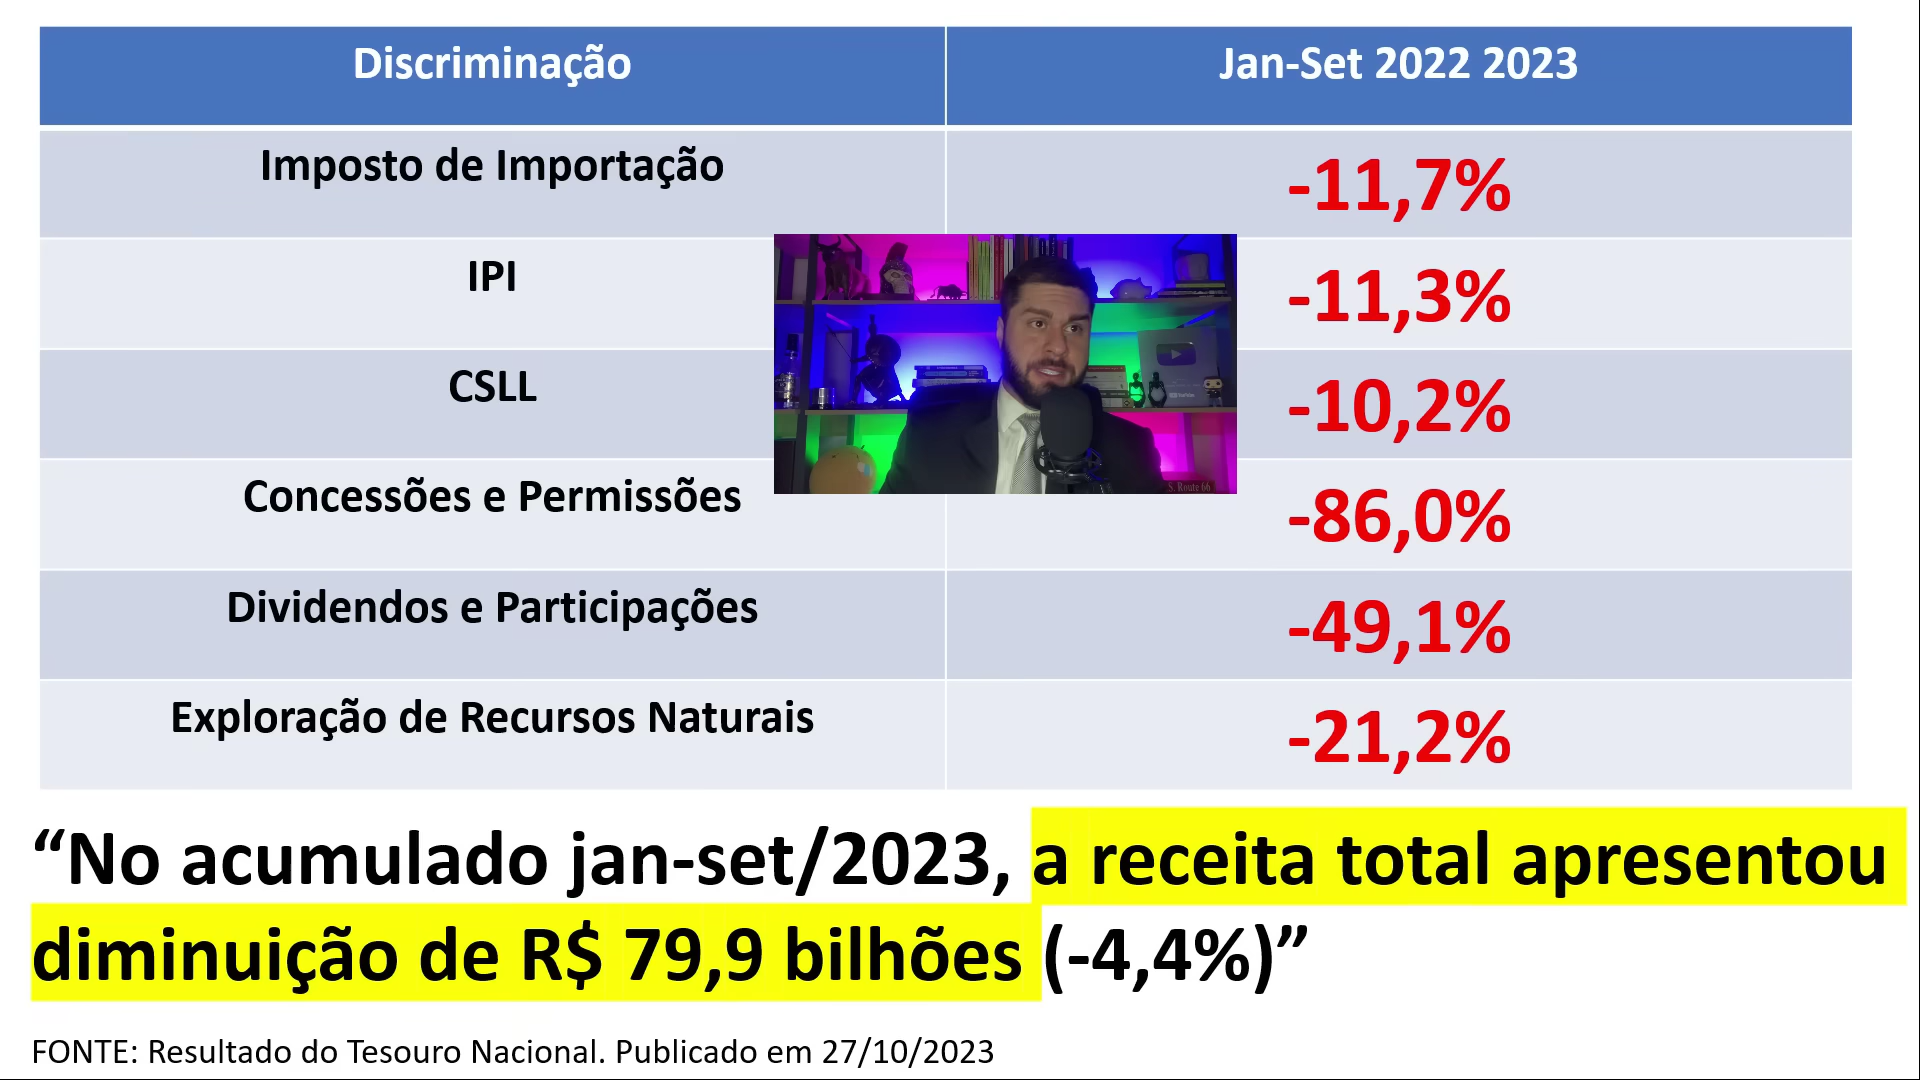 Discriminação Jan-Set 2022 2023
Imposto de Importação -11,7%
IPI -11,3%
CSLL -10,2%
Concessões e Permissões -86,0%
Dividendos e Participações -49,1%
Exploração de Recursos Naturais -21,2%
“No acumulado jan-set/2023, a receita total apresentou
diminuição de R$ 79,9 bilhões (-4,4%)”
FONTE: Resultado do Tesouro Nacional. Publicado em 27/10/2023
S. Route 66